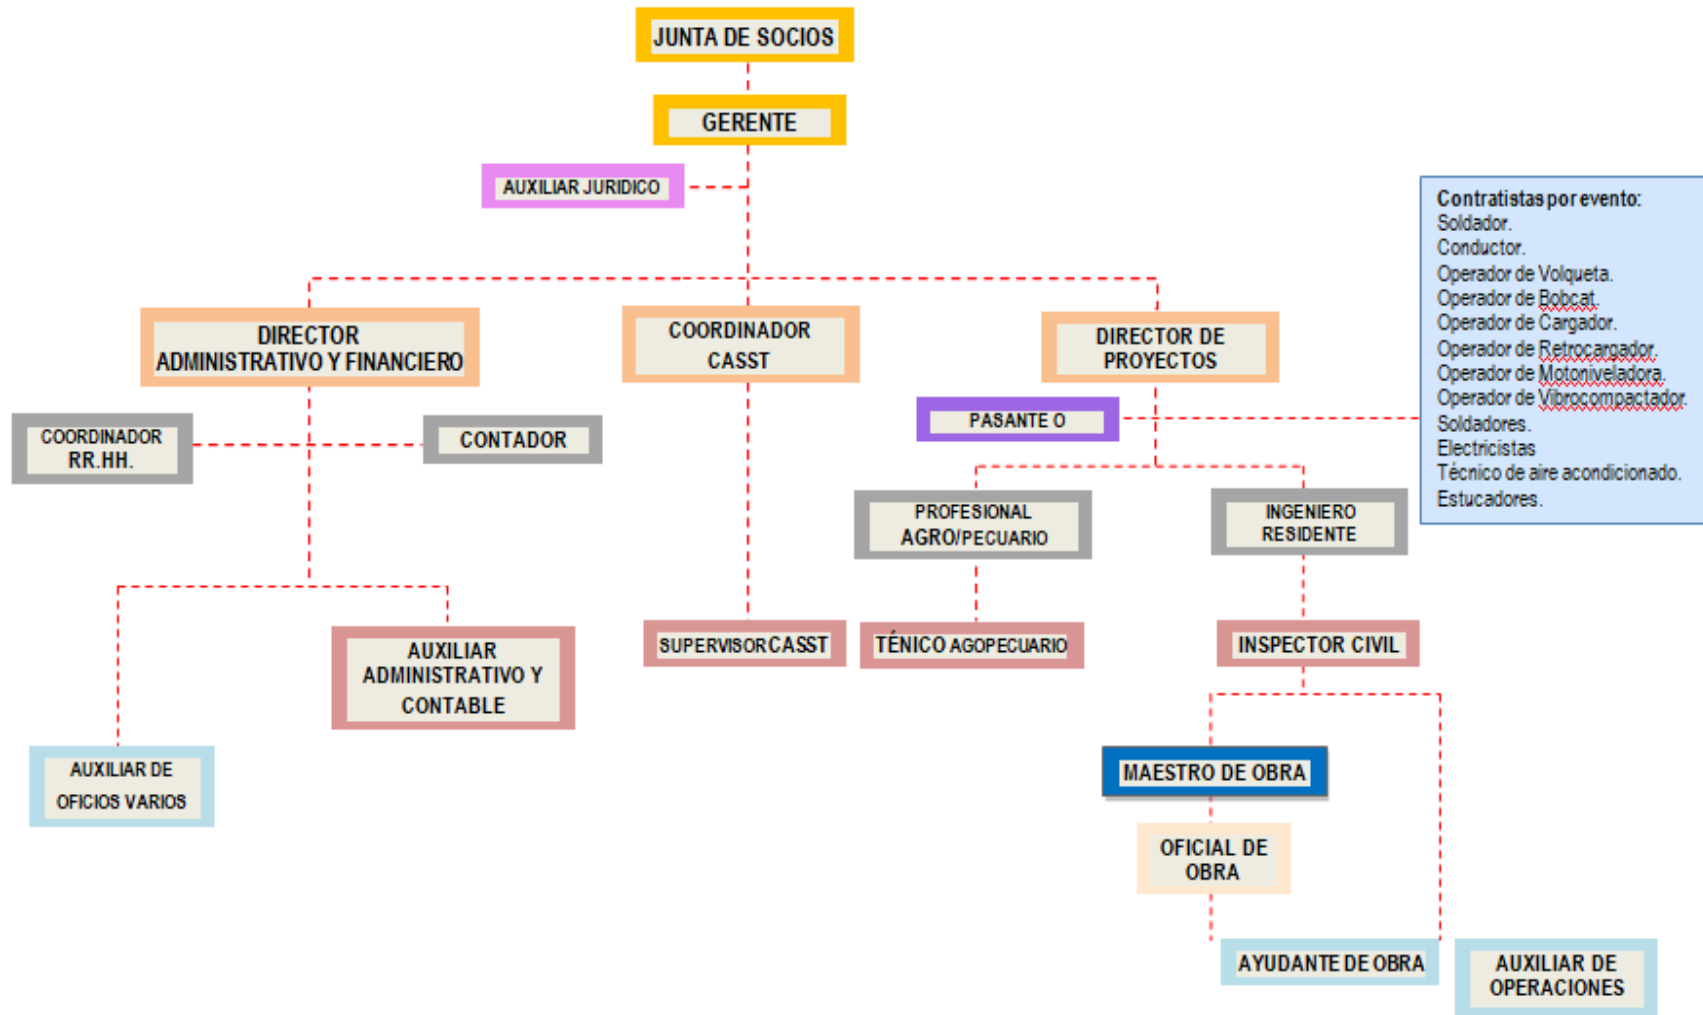 JUNTA DE SOCIOS
GERENTE
AUXILIAR JURIDICO
Contratistas por evento:
Soldador.
Conductor.
Operador de Volqueta.
Operador de Bobcat.
Operador de Cargador.
Operador de Retrocargador.
Operador de Motoniveladora.
Operador de Vibrocompactador.
Soldadores.
Electricistas
Técnico de aire acondicionado.
Estucadores.
DIRECTOR
ADMINISTRATIVO Y FINANCIERO
COORDINADOR
CASST
DIRECTOR DE
PROYECTOS
COORDINADOR
RR.HH.
CONTADOR
PASANTE O
PROFESIONAL
AGRO/PECUARIO
INGENIERO
RESIDENTE
AUXILIAR
ADMINISTRATIVO Y
CONTABLE
SUPERVISOR CASST
TÉNICO AGOPECUARIO
INSPECTOR CIVIL
AUXILIAR DE
OFICIOS VARIOS
MAESTRO DE OBRA
OFICIAL DE
OBRA
AYUDANTE DE OBRA
AUXILIAR DE
OPERACIONES